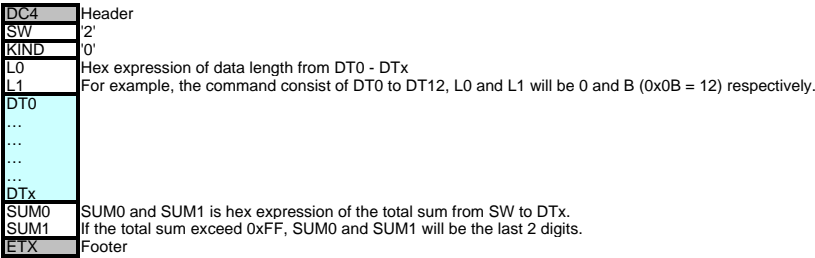 DC4 Header
SW '2'
KIND '0'
L0 Hex expression of data length from DT0 - DTx
L1 For example, the command consist of DT0 to DT12, L0 and L1 will be 0 and B (0x0B = 12) respectively.
DT0
…
…
…
…
DTx
SUM0 SUM0 and SUM1 is hex expression of the total sum from SW to DTx.
SUM1 If the total sum exceed 0xFF, SUM0 and SUM1 will be the last 2 digits.
ETX Footer